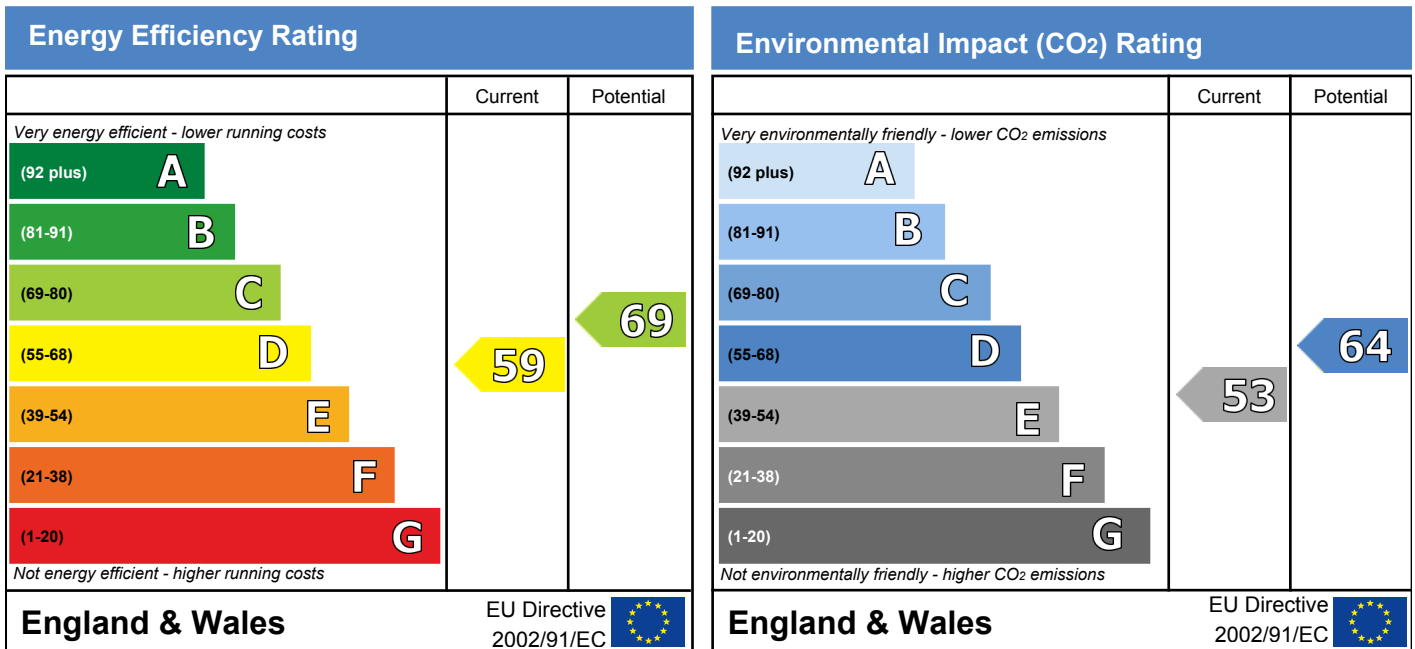 Energy Efficiency Rating
Current Potential
Very energy efficient - lower running costs
(92 plus) A
(81-91) B
(69-80) C
69
(55-68) D
59
(39-54) E
(21-38) F
(1-20) G
Not energy efficient - higher running costs
England & Wales
EU Directive
2002/91/EC
Environmental Impact (CO2) Rating
Current Potential
Very environmentally friendly - lower CO2 emissions
(92 plus) A
(81-91) B
(69-80) C
(55-68) D
64
(39-54) E
53
(21-38) F
(1-20) G
Not environmentally friendly - higher CO2 emissions
England & Wales
EU Directive
2002/91/EC